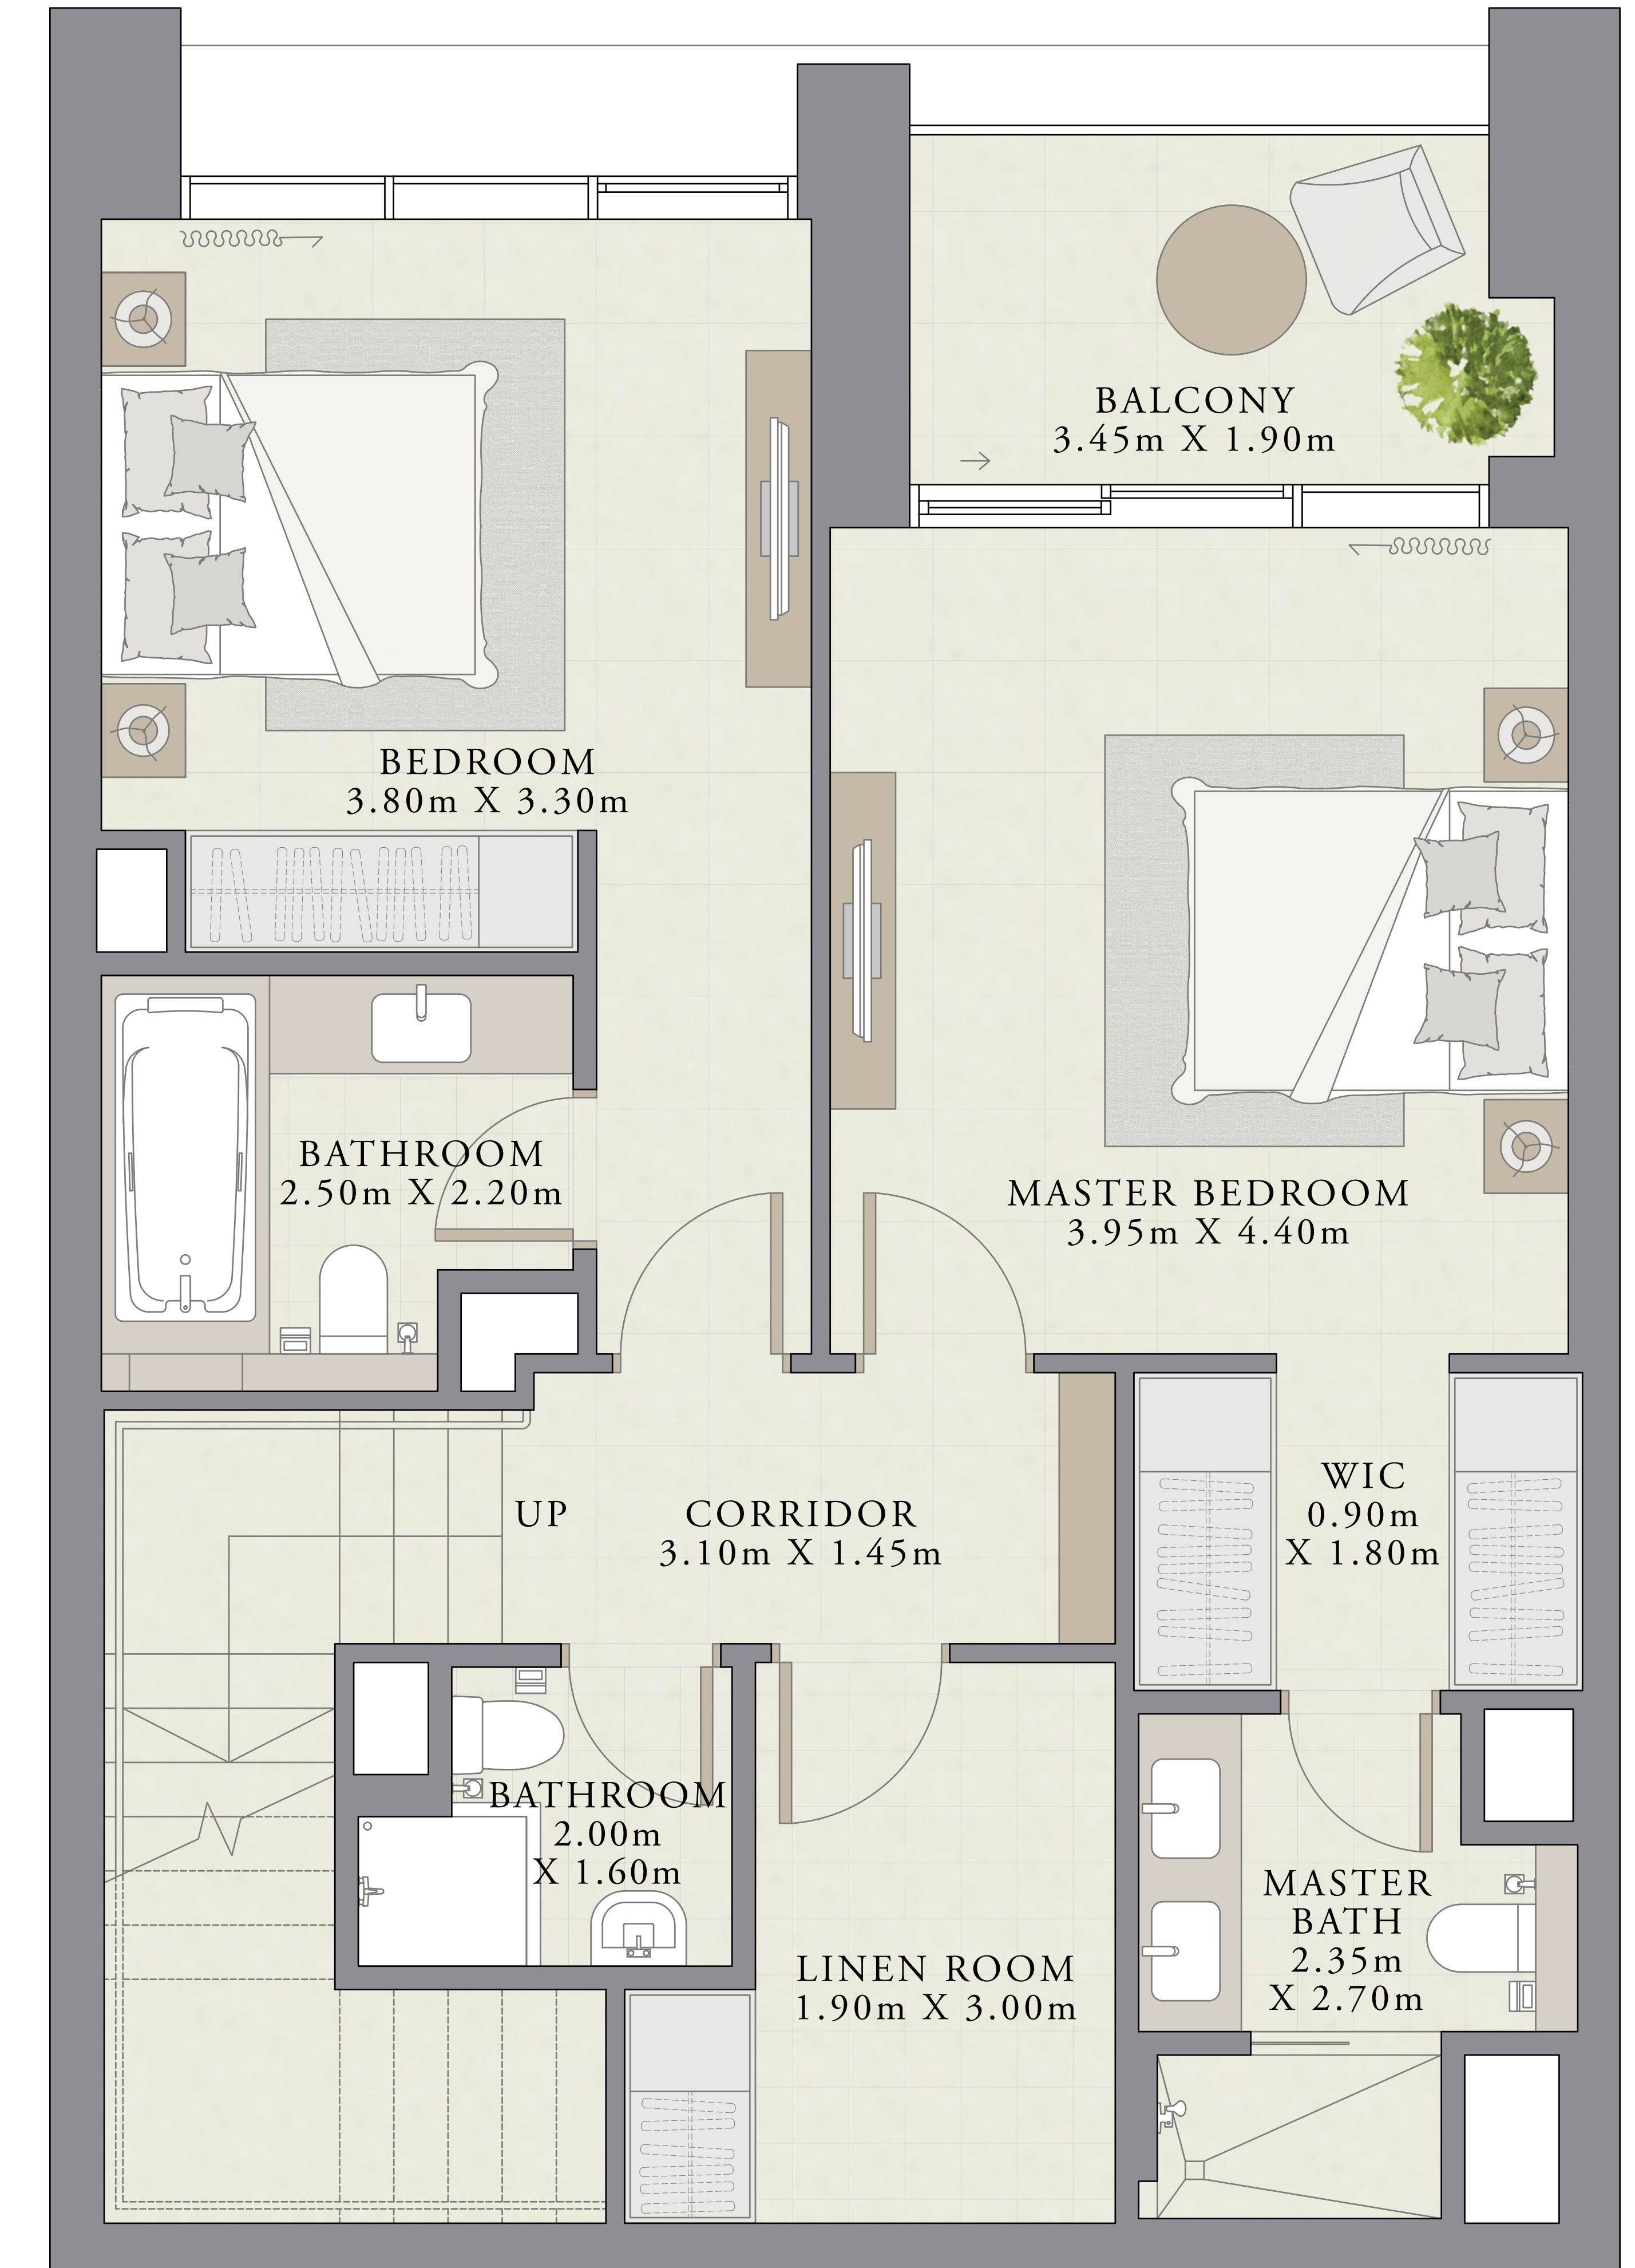 BALCONY
3.45m X 1.90m
BEDROOM
3.80m X 3.30m
BATHROOM
2.50m X 2.20m
MASTER BEDROOM
3.95m X 4.40m
UP
CORRIDOR
3.10m X 1.45m
WIC
0.90m
X 1.80m
BATHROOM
2.00m
X 1.60m
MASTER
BATH
2.35m
X 2.70m
LINEN ROOM
1.90m X 3.00m